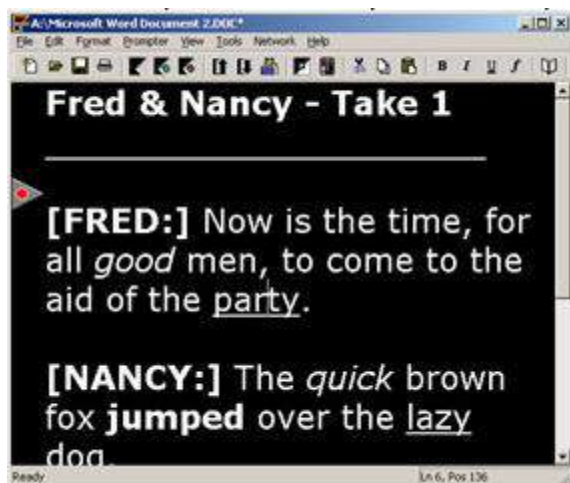 A:\Microsoft Word Document 2.DOC*
File Edit Format Prompter View Tools Network Help
B I U f
Fred & Nancy - Take 1
[FRED:] Now is the time, for
all good men, to come to the
aid of the party.
[NANCY:] The quick brown
fox jumped over the lazy
dog.
Ready Ln 6, Pos 136